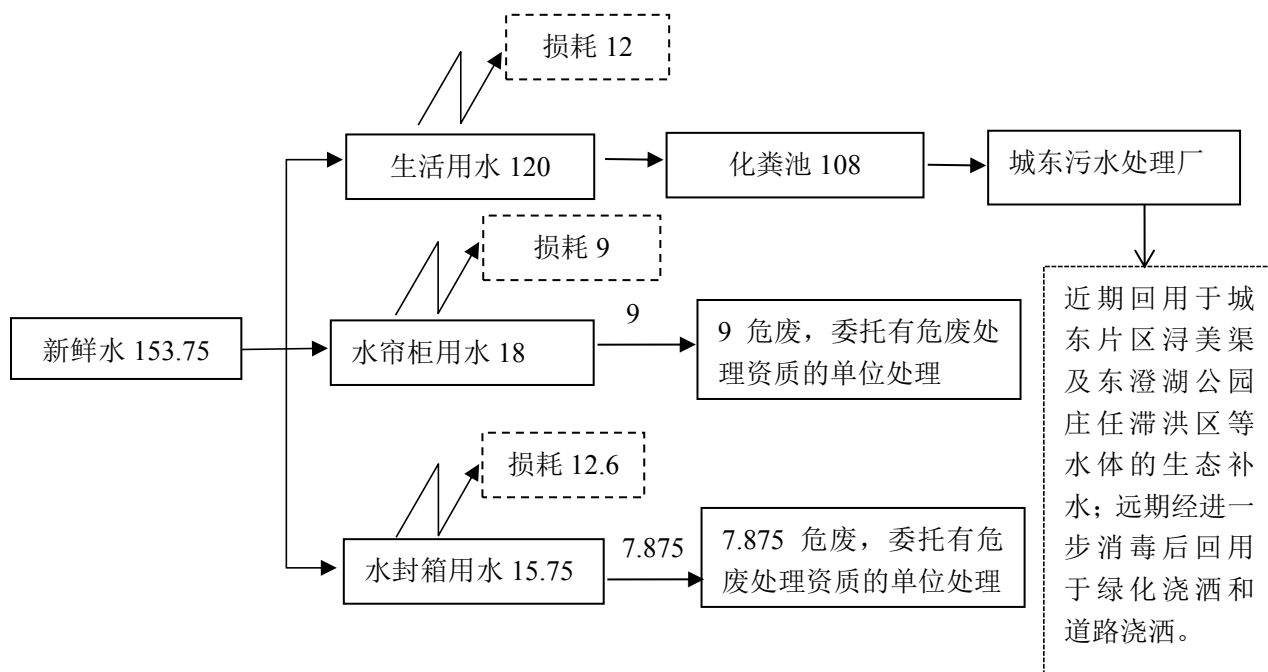 损耗 12
生活用水 120
化粪池 108
城东污水处理厂
损耗 9
9
新鲜水 153.75
水帘柜用水 18
9 危废，委托有危废处
理资质的单位处理
近期回用于城
东片区浔美渠
及东澄湖公园
庄任滞洪区等
水体的生态补
水；远期经进一
步消毒后回用
于绿化浇洒和
道路浇洒。
损耗 12.6
7.875
水封箱用水 15.75
7.875 危废，委托有危
废处理资质的单位处理